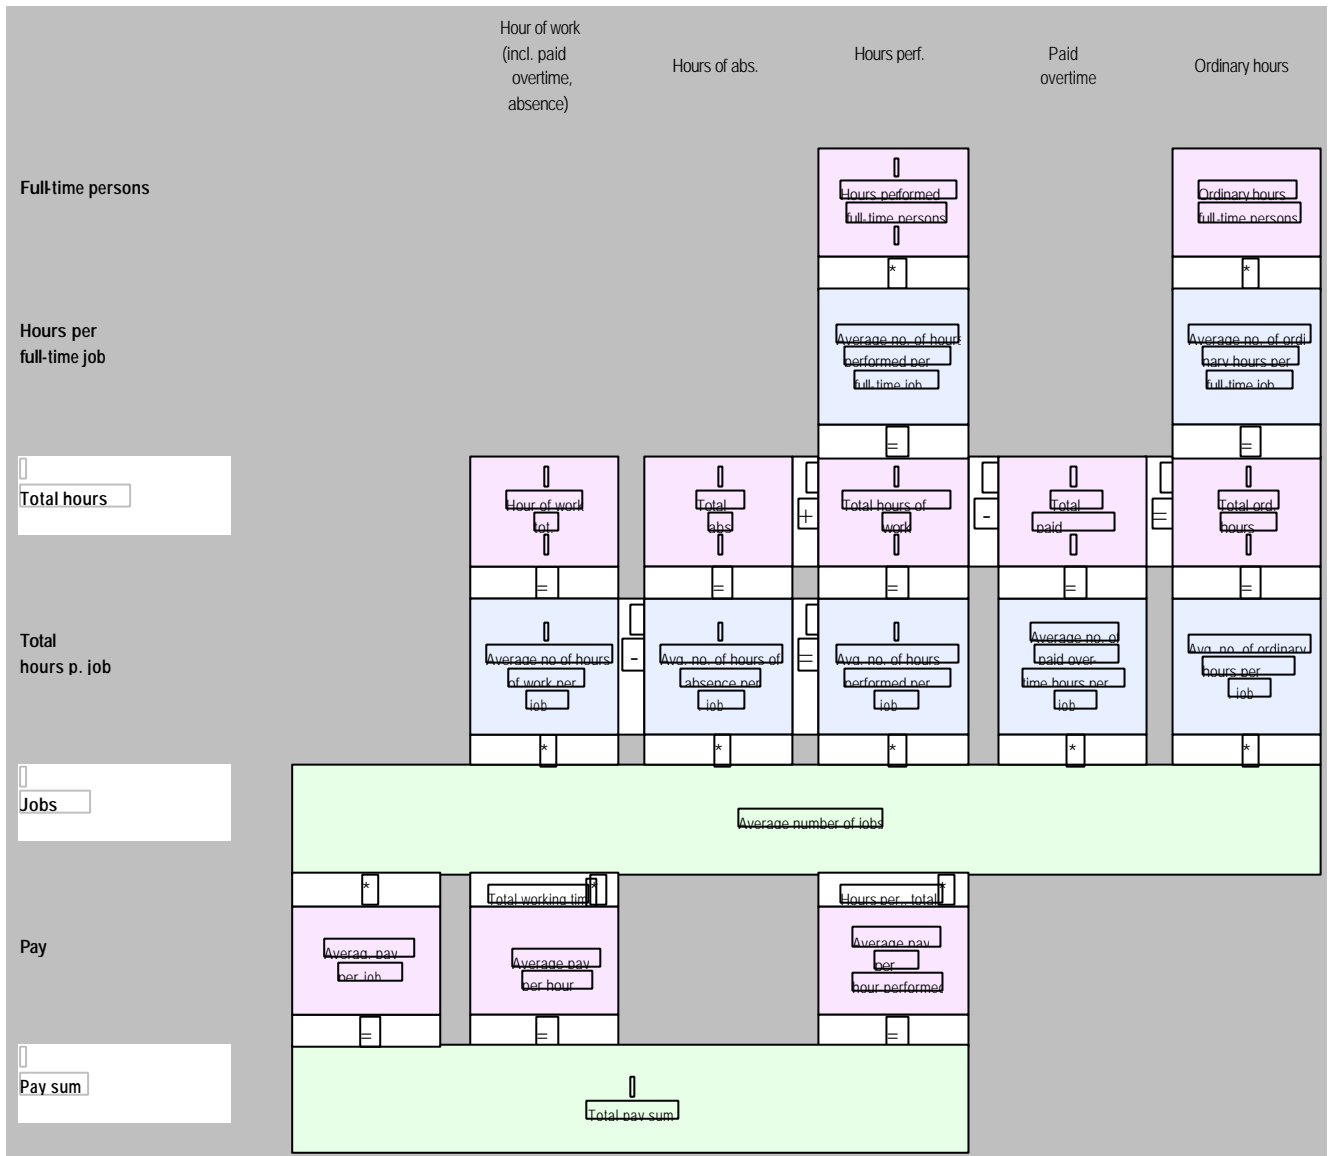 Hour of work
(incl. paid
overtime,
absence)
Hours of abs.
Hours perf.
Paid
overtime
Ordinary hours
Full-time persons
Hours performed
full-time persons
Ordinary hours
full-time persons
*
*
Hours per
full-time job
Average no. of hours
performed per
full-time job
Average no. of ordi
nary hours per
full-time job
=
=
Total hours
Hour of work
tot.
Total
abs
+
Total hours of
work
-
Total
paid
=
Total ord.
hours
=
=
=
=
=
Total
hours p. job
Average no of hours
of work per
job
-
Avg. no. of hours of
absence per
job
=
Avg. no. of hours
performed per
job
Average no. of
paid over-
time hours per
job
Avg. no. of ordinary
hours per
job
*
*
*
*
*
Jobs
Average number of jobs
*
Total working tim
*
Hours per., total
*
Pay
Averag. pay
per job
Average pay
per hour
Average pay
per
hour performed
=
=
=
Pay sum
Total pay sum